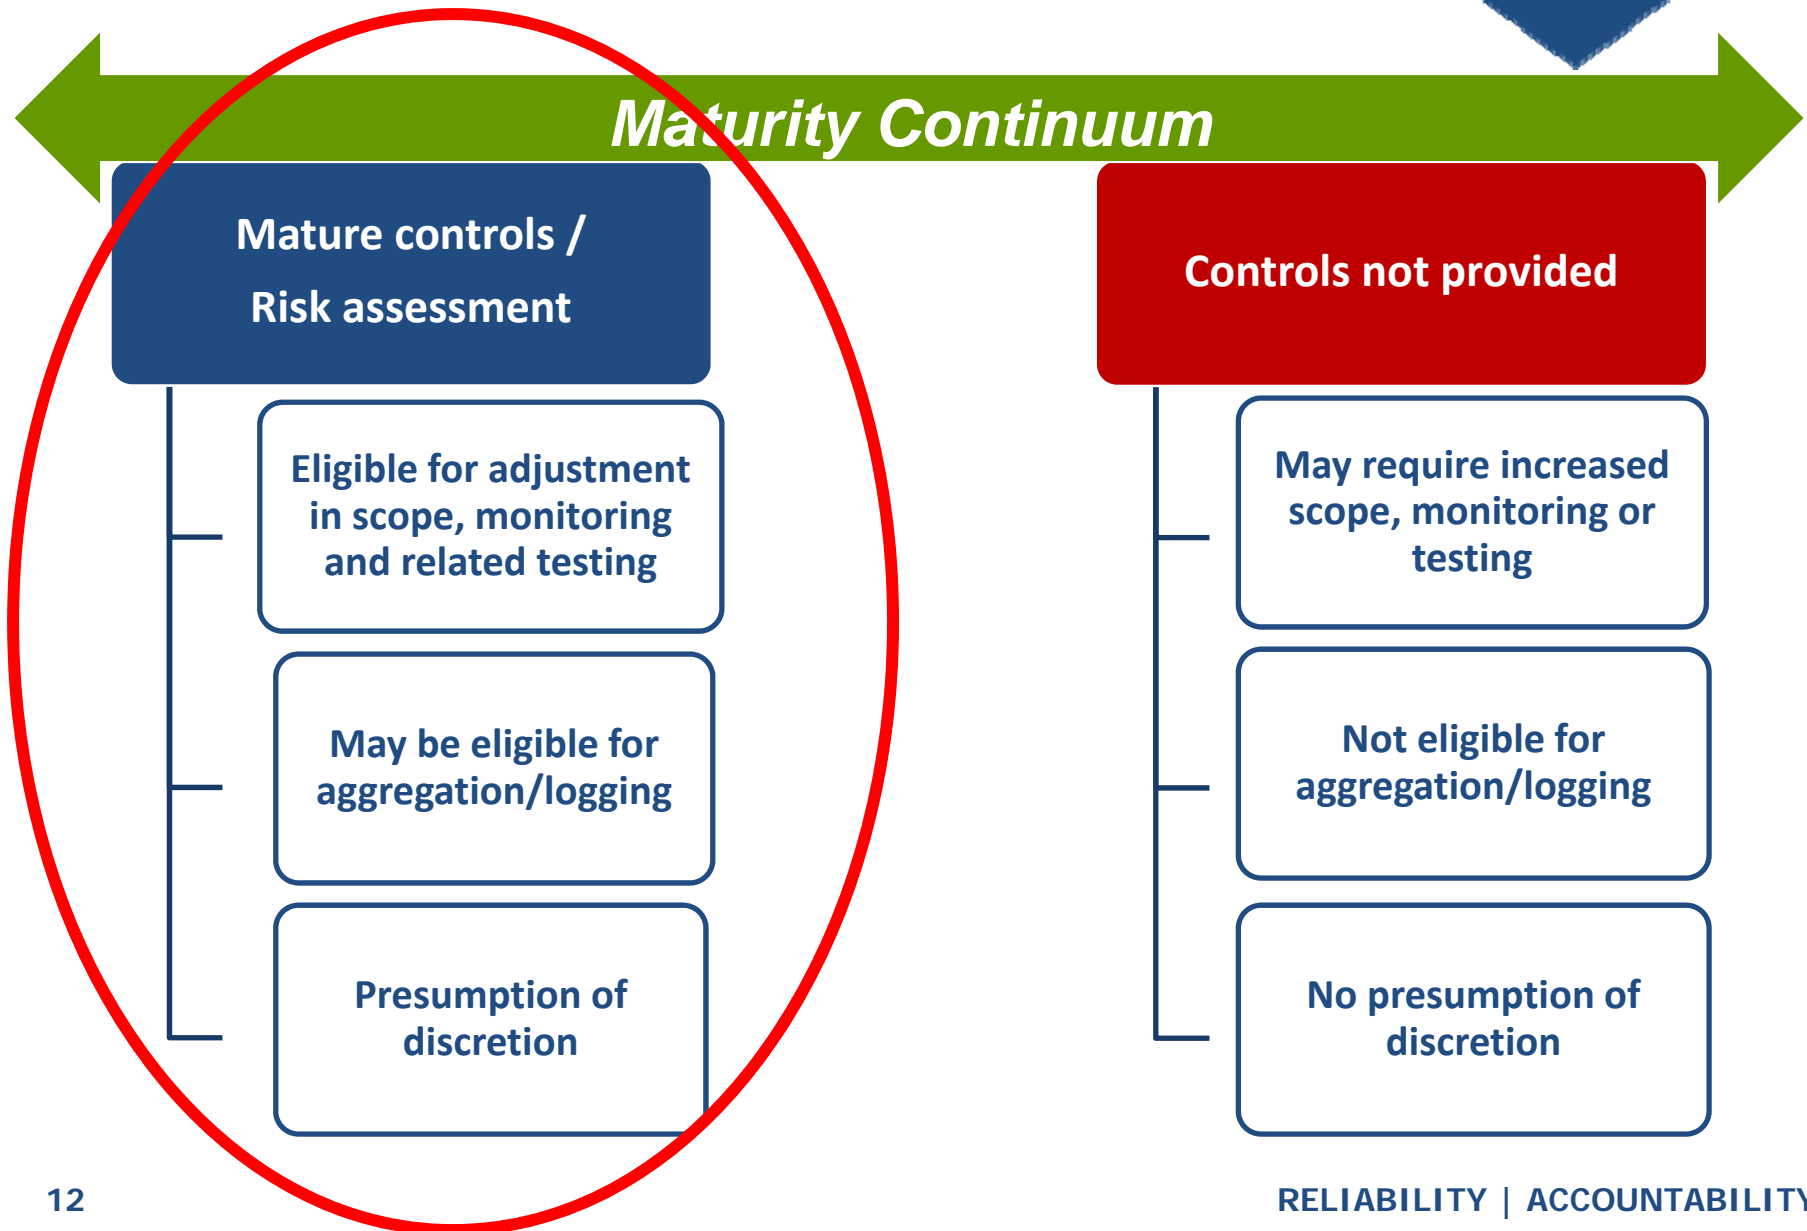 Maturity Continuum
Mature controls /
Risk assessment
Eligible for adjustment
in scope, monitoring
and related testing
May be eligible for
aggregation/logging
Presumption of
discretion
Controls not provided
May require increased
scope, monitoring or
testing
Not eligible for
aggregation/logging
No presumption of
discretion
12
RELIABILITY | ACCOUNTABILITY